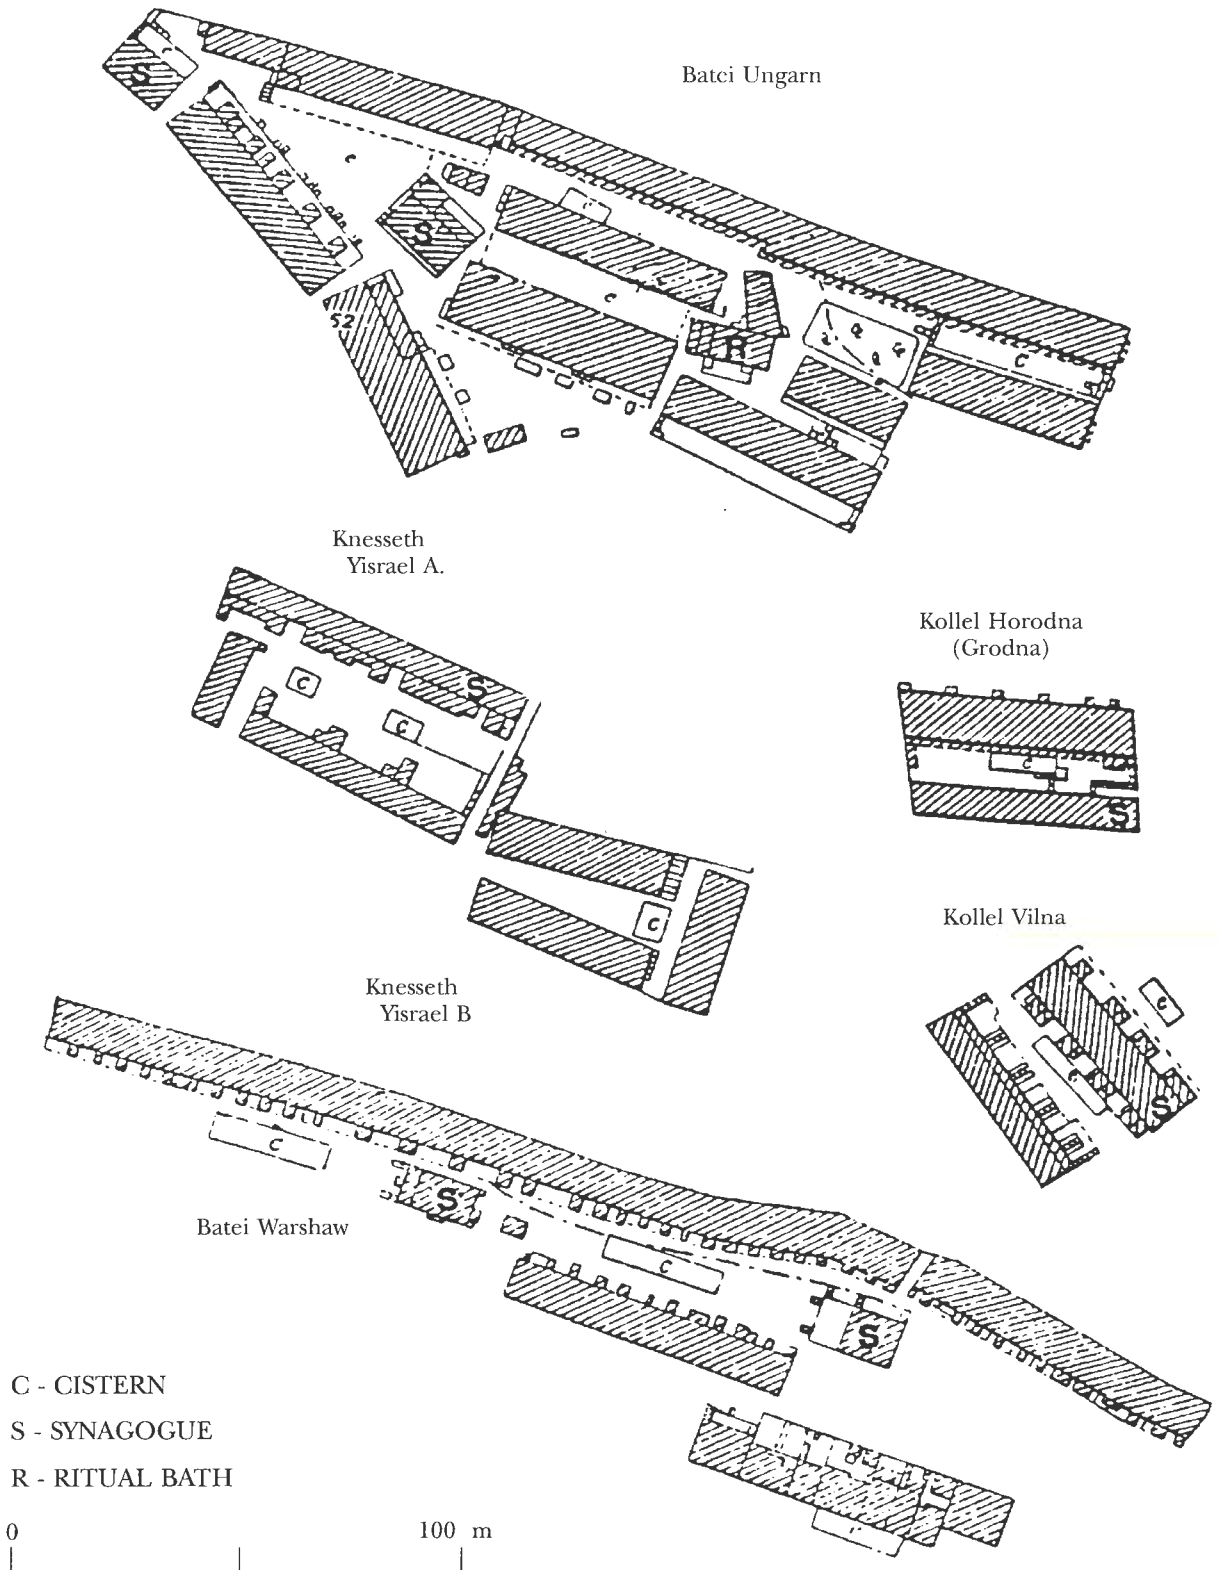 Batei Ungarn
C
S
c
S
C
S2
c
R
C
Knesseth
Yisrael A.
S
C
C
Kollel Horodna
(Grodna)
C
S
C
Kollel Vilna
C
C
S
Knesseth
Yisrael B
C
S
Batei Warshaw
C
S
C - CISTERN
S - SYNAGOGUE
R - RITUAL BATH
C
0
100 m